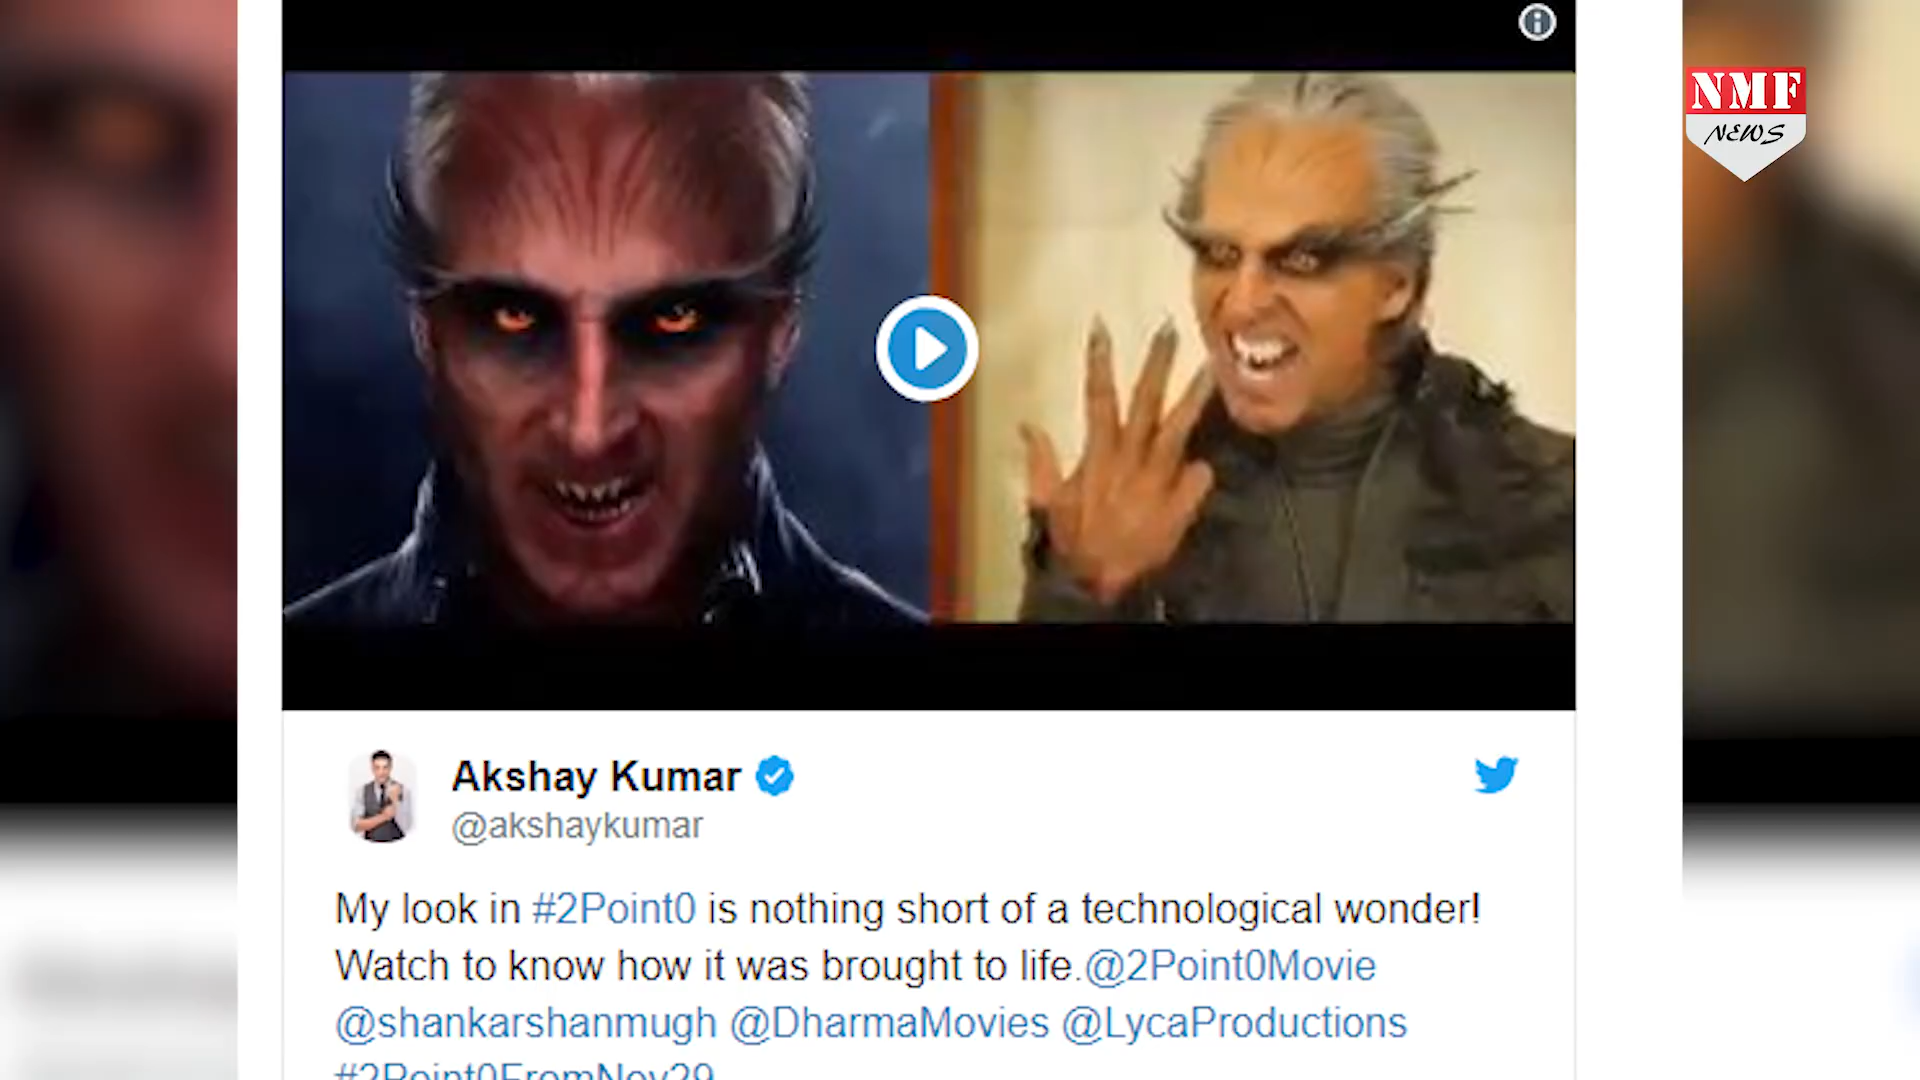 NMF
NEWS
Akshay Kumar
@akshaykumar
My look in #2Point0 is nothing short of a technological wonder!
Watch to know how it was brought to life.@2Point0Movie
@shankarshanmugh @DharmaMovies @LycaProductions
#2Point0FromNov29